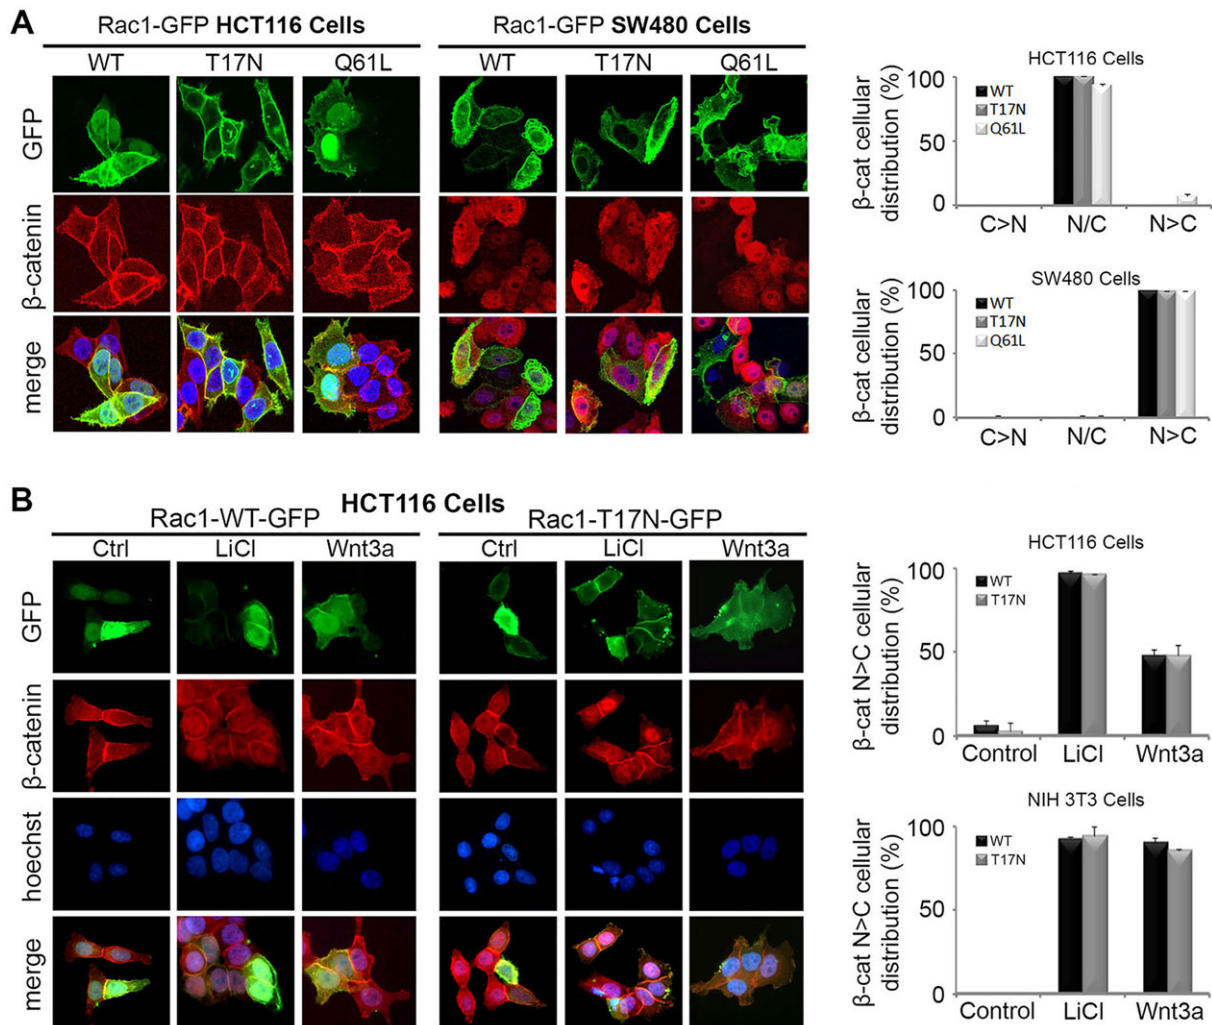 A
Rac1-GFP HCT116 Cells
WT T17N Q61L
Rac1-GFP SW480 Cells
WT T17N Q61L
GFP
β-catenin
merge
HCT116 Cells
β-cat cellular
distribution (%)
100
50
0
WT
T17N
Q61L
C>N N/C N>C
SW480 Cells
β-cat cellular
distribution (%)
100
50
0
WT
T17N
Q61L
C>N N/C N>C
B
HCT116 Cells
Rac1-WT-GFP
Ctrl LiCl Wnt3a
Rac1-T17N-GFP
Ctrl LiCl Wnt3a
GFP
β-catenin
hoechst
merge
HCT116 Cells
β-cat N>C cellular
distribution (%)
100
50
0
WT
T17N
Control LiCl Wnt3a
NIH 3T3 Cells
β-cat N>C cellular
distribution (%)
100
50
0
WT
T17N
Control LiCl Wnt3a